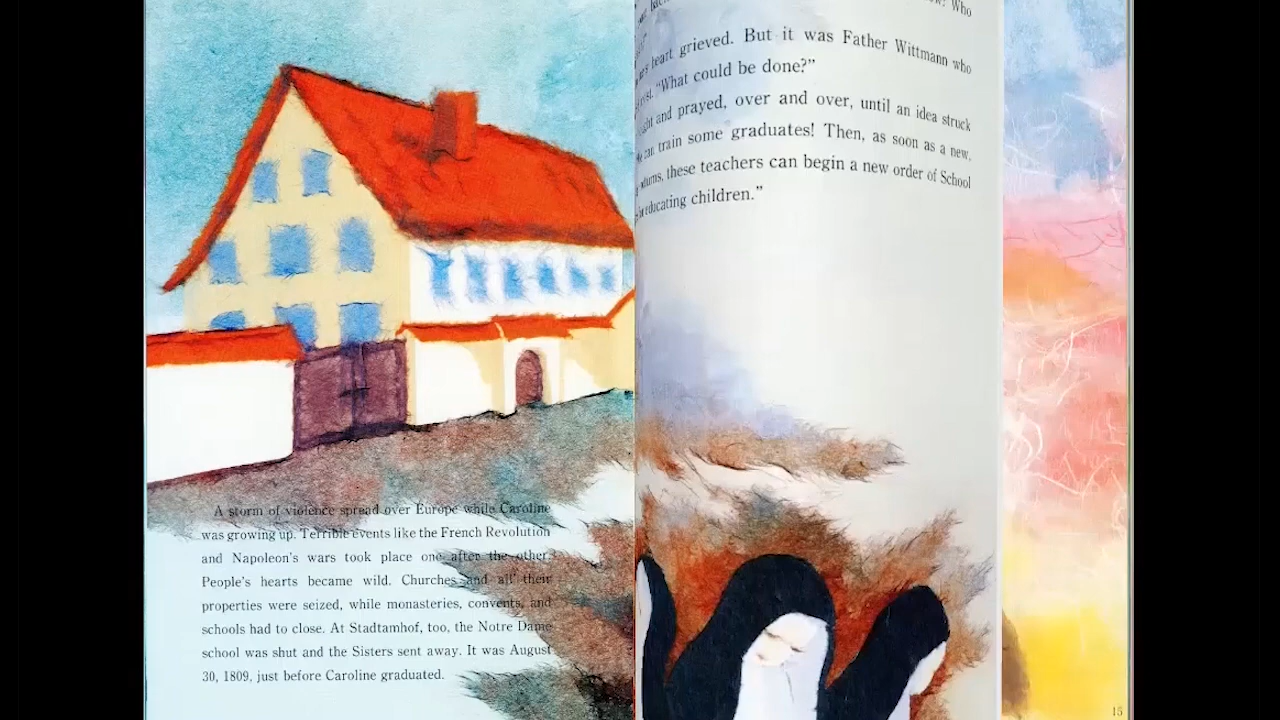 A storm of violence spread over Europe while Caroline
was growing up. Terrible events like the French Revolution
and Napoleon's wars took place one after the other.
People's hearts became wild. Churches and all their
properties were seized, while monasteries, convents, and
schools had to close. At Stadtamhof, too, the Notre Dame
school was shut and the Sisters sent away. It was August
30, 1809, just before Caroline graduated.
Who
heart grieved. But it was Father Wittmann who
"What could be done?"
and prayed, over and over, until an idea struck
can train some graduates! Then, as soon as a new,
these teachers can begin a new order of School
educating children."
15